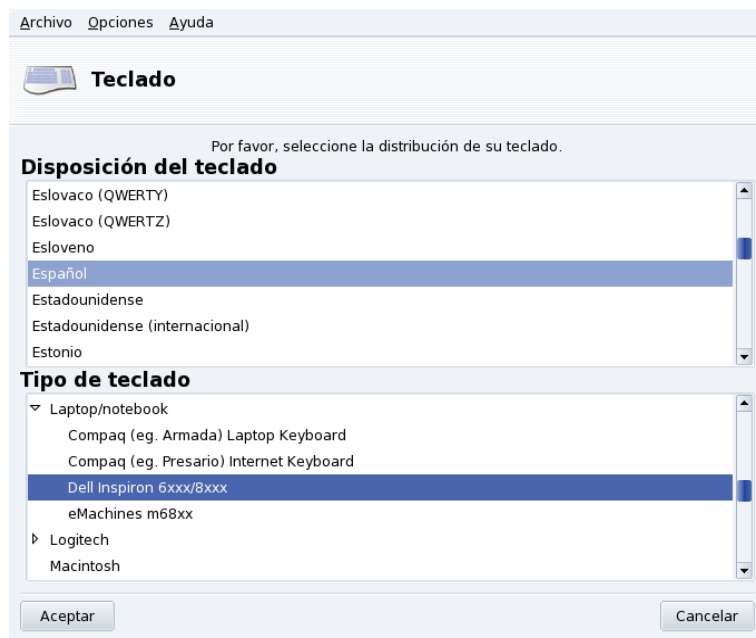 Archivo Opciones Ayuda
Teclado
Por favor, seleccione la distribución de su teclado.
Disposición del teclado
Eslovaco (QWERTY)
Eslovaco (QWERTZ)
Esloveno
Español
Estadounidense
Estadounidense (internacional)
Estonio
Tipo de teclado
Laptop/notebook
Compaq (eg. Armada) Laptop Keyboard
Compaq (eg. Presario) Internet Keyboard
Dell Inspiron 6xxx/8xxx
eMachines m68xx
Logitech
Macintosh
Aceptar Cancelar